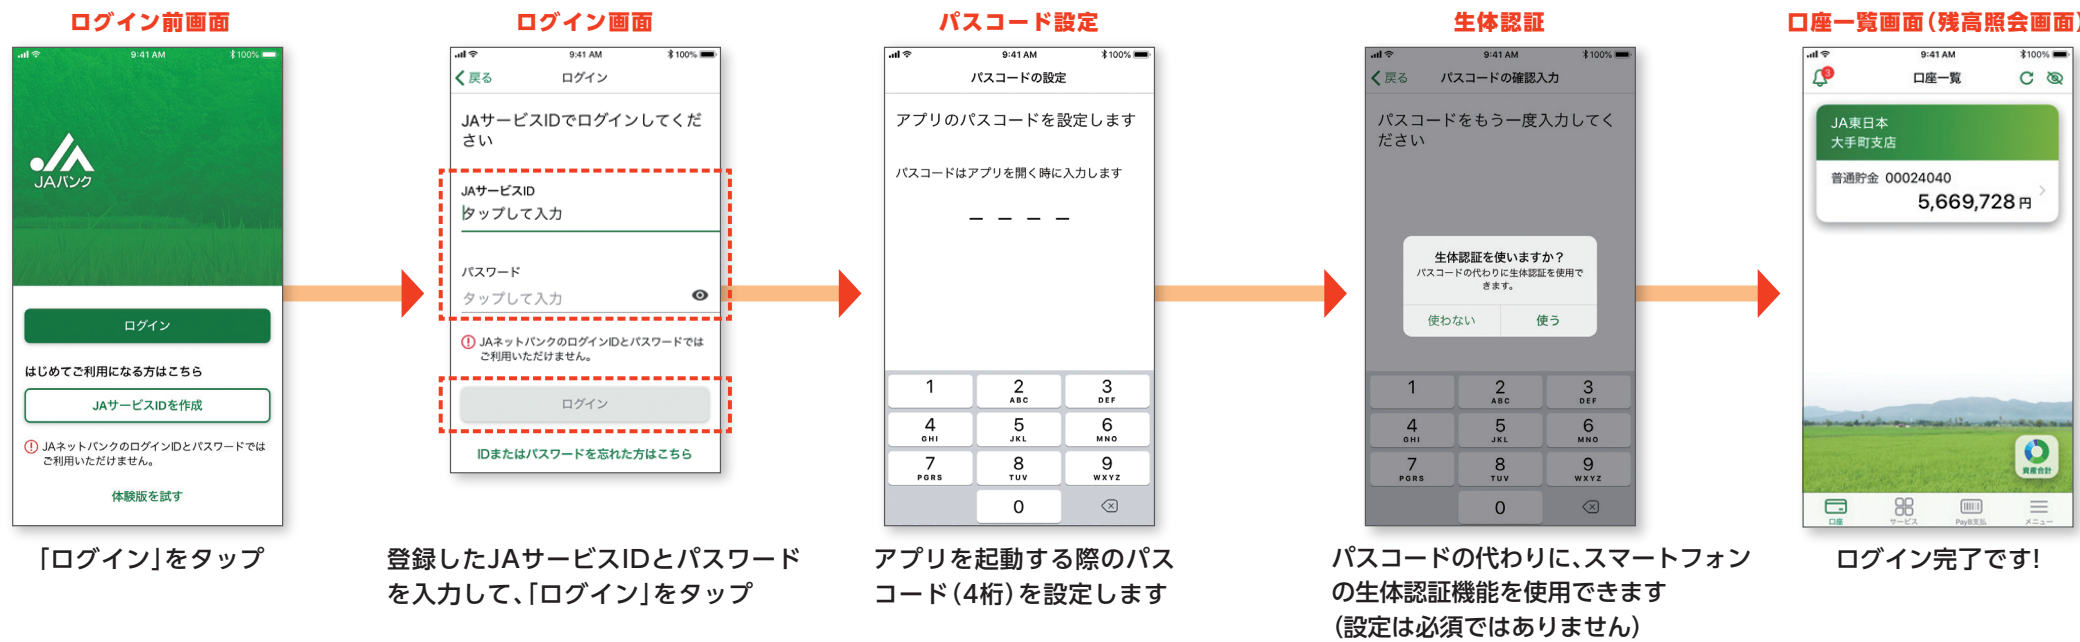 ログイン前画面
9:41 AM
100%
JAバンク
ログイン
はじめてご利用になる方はこちら
JAサービスIDを作成
JAネットバンクのログインIDとパスワードでは
ご利用いただけません。
体験版を試す
「ログイン」をタップ
ログイン画面
9:41 AM
100%
戻る ログイン
JAサービスIDでログインしてくだ
さい
JAサービスID
タップして入力
パスワード
タップして入力
JAネットバンクのログインIDとパスワードでは
ご利用いただけません。
ログイン
IDまたはパスワードを忘れた方はこちら
登録したJAサービスIDとパスワード
を入力して、「ログイン」をタップ
パスコード設定
9:41 AM
100%
パスコードの設定
アプリのパスコードを設定します
パスコードはアプリを開く時に入力します
1 2 3
ABC DEF
4 5 6
GHI JKL MNO
7 8 9
PGRS TUV WXYZ
0
アプリを起動する際のパス
コード(4桁)を設定します
生体認証
9:41 AM
100%
戻る パスコードの確認入力
パスコードをもう一度入力してく
ださい
生体認証を使いますか？
パスコードの代わりに生体認証を使用で
きます。
使わない 使う
1 2 3
ABC DEF
4 5 6
GHI JKL MNO
7 8 9
PGRS TUV WXYZ
0
パスコードの代わりに、スマートフォン
の生体認証機能を使用できます
(設定は必須ではありません)
口座一覧画面(残高照会画面)
9:41 AM
100%
3
口座一覧
JA東日本
大手町支店
普通貯金 00024040
5,669,728 円
資産合計
口座 サービス PayB支払 メニュー
ログイン完了です!